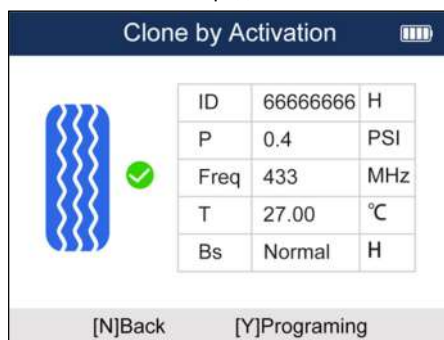 Clone by Activation
ID 66666666 H
P 0.4 PSI
Freq 433 MHz
T 27.00 ℃
Bs Normal H
[N]Back [Y]Programing